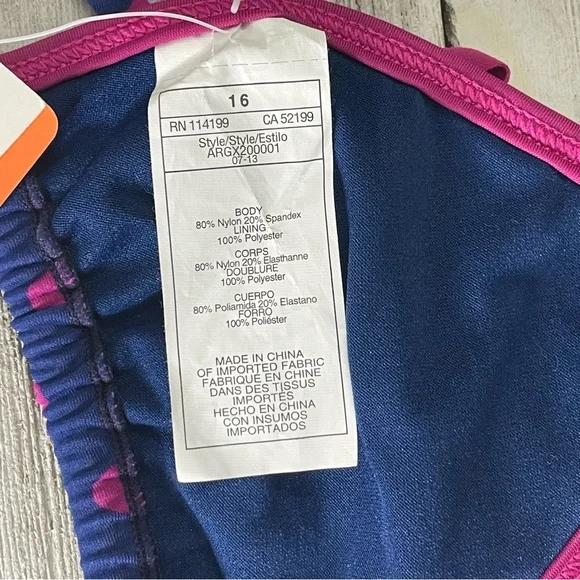 16
RN 114199 CA 52199
Style/Style/Estilo
ARGX200001
07-13
BODY
80% Nylon 20% Spandex
LINING
100% Polyester
CORPS
80% Nylon 20% Elasthanne
DOUBLURE
100% Polyester
CUERPO
80% Poliamida 20% Elastano
FORRO
100% Poliéster
MADE IN CHINA
OF IMPORTED FABRIC
FABRIQUE EN CHINE
DANS DES TISSUS
IMPORTÉS
HECHO EN CHINA
CON INSUMOS
IMPORTADOS